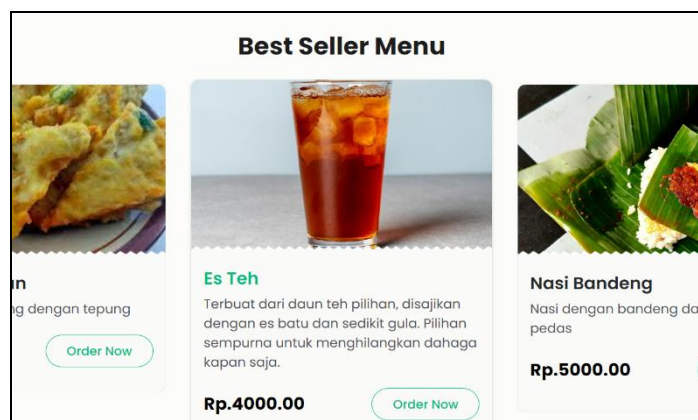 Best Seller Menu
ng dengan tepung
Order Now
Es Teh
Terbuat dari daun teh pilihan, disajikan
dengan es batu dan sedikit gula. Pilihan
sempurna untuk menghilangkan dahaga
kapan saja.
Rp.4000.00
Order Now
Nasi Bandeng
Nasi dengan bandeng da
pedas
Rp.5000.00